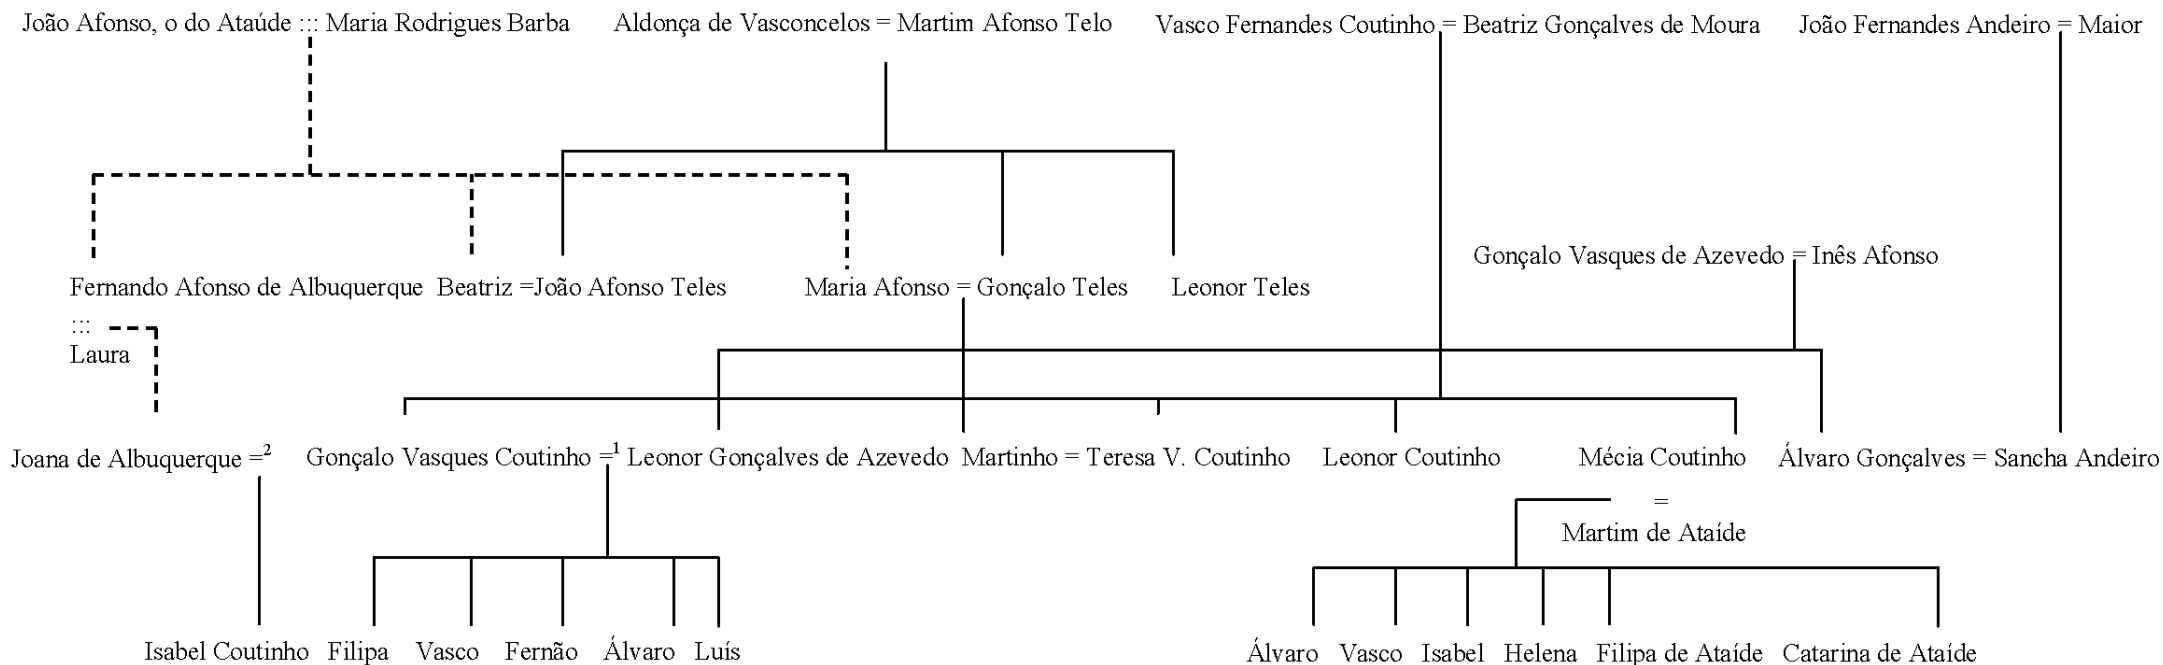 João Afonso, o do Ataúde ::: Maria Rodrigues Barba Aldonça de Vasconcelos = Martim Afonso Telo Vasco Fernandes Coutinho = Beatriz Gonçalves de Moura João Fernandes Andeiro = Maior
Gonçalo Vasques de Azevedo = Inês Afonso
Fernando Afonso de Albuquerque Beatriz =João Afonso Teles Maria Afonso = Gonçalo Teles Leonor Teles
:::
Laura
Joana de Albuquerque =² Gonçalo Vasques Coutinho =¹ Leonor Gonçalves de Azevedo Martinho = Teresa V. Coutinho Leonor Coutinho Mécia Coutinho Álvaro Gonçalves = Sancha Andeiro
=
Martim de Ataíde
Isabel Coutinho Filipa Vasco Fernão Álvaro Luís Álvaro Vasco Isabel Helena Filipa de Ataíde Catarina de Ataíde